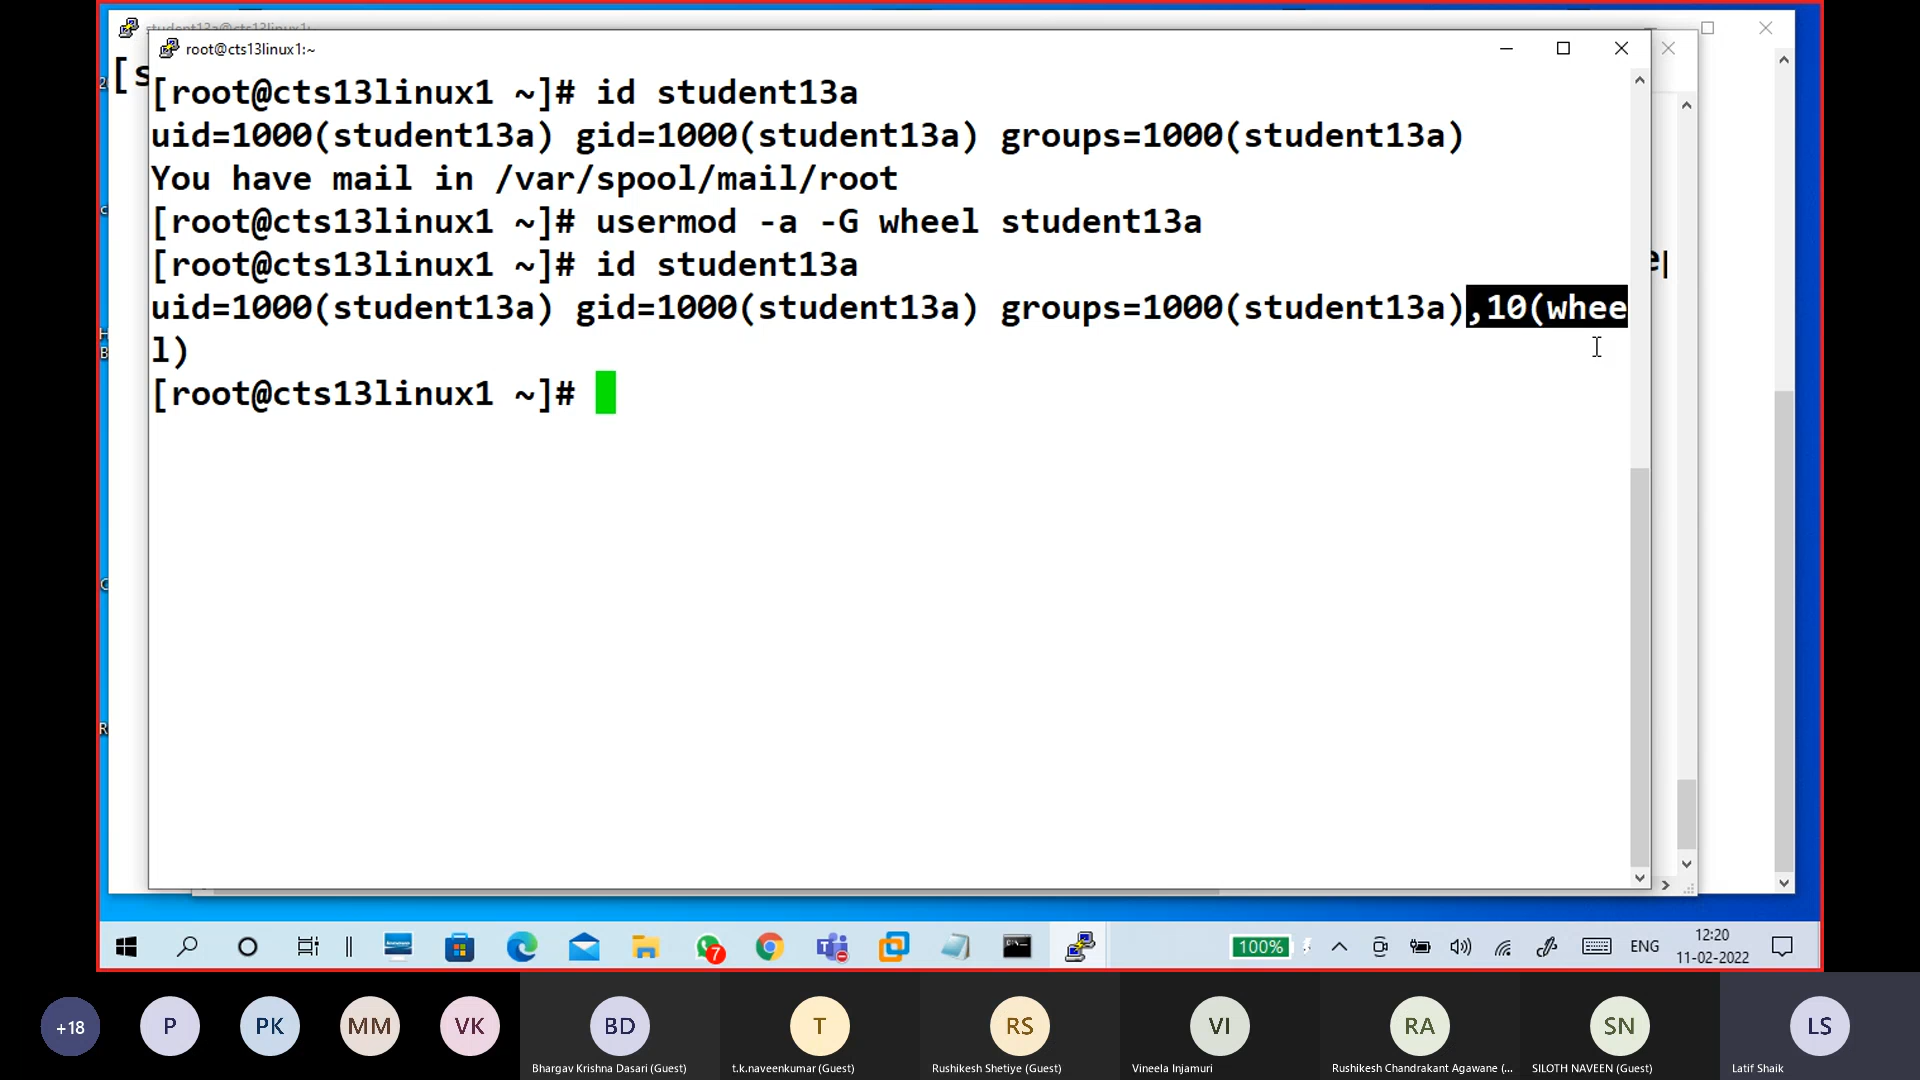 student13a@cts13linux1:~
root@cts13linux1:~
[s
[root@cts13linux1 ~]# id student13a
uid=1000(student13a) gid=1000(student13a) groups=1000(student13a)
You have mail in /var/spool/mail/root
[root@cts13linux1 ~]# usermod -a -G wheel student13a
[root@cts13linux1 ~]# id student13a
uid=1000(student13a) gid=1000(student13a) groups=1000(student13a),10(whee
l)
[root@cts13linux1 ~]#
100%
ENG
12:20
11-02-2022
7
+18
P
PK
MM
VK
BD
T
RS
VI
RA
SN
LS
Bhargav Krishna Dasari (Guest)
t.k.naveenkumar (Guest)
Rushikesh Shetiye (Guest)
Vineela Injamuri
Rushikesh Chandrakant Agawane (...
SILOTH NAVEEN (Guest)
Latif Shaik